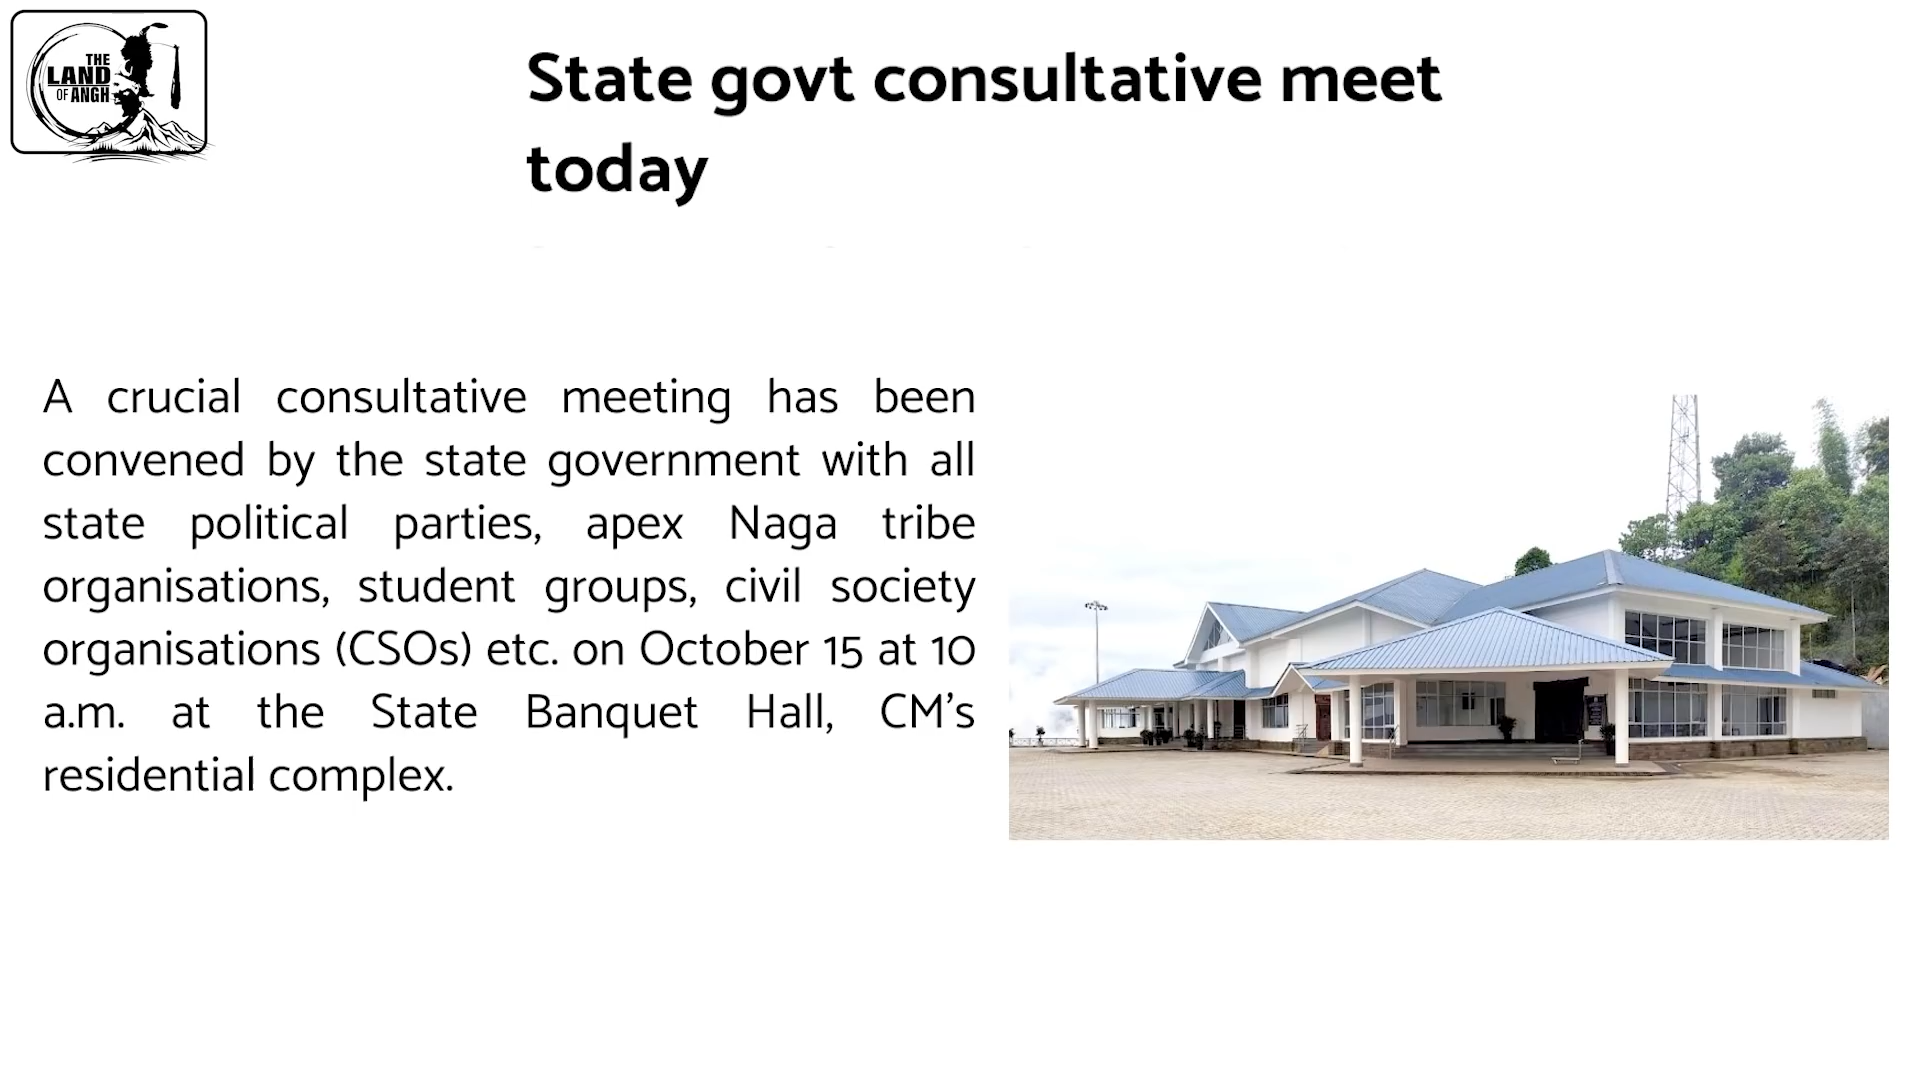 THE
LAND
OF ANGH
State govt consultative meet
today
A crucial consultative meeting has been
convened by the state government with all
state political parties, apex Naga tribe
organisations, student groups, civil society
organisations (CSOs) etc. on October 15 at 10
a.m. at the State Banquet Hall, CM’s
residential complex.